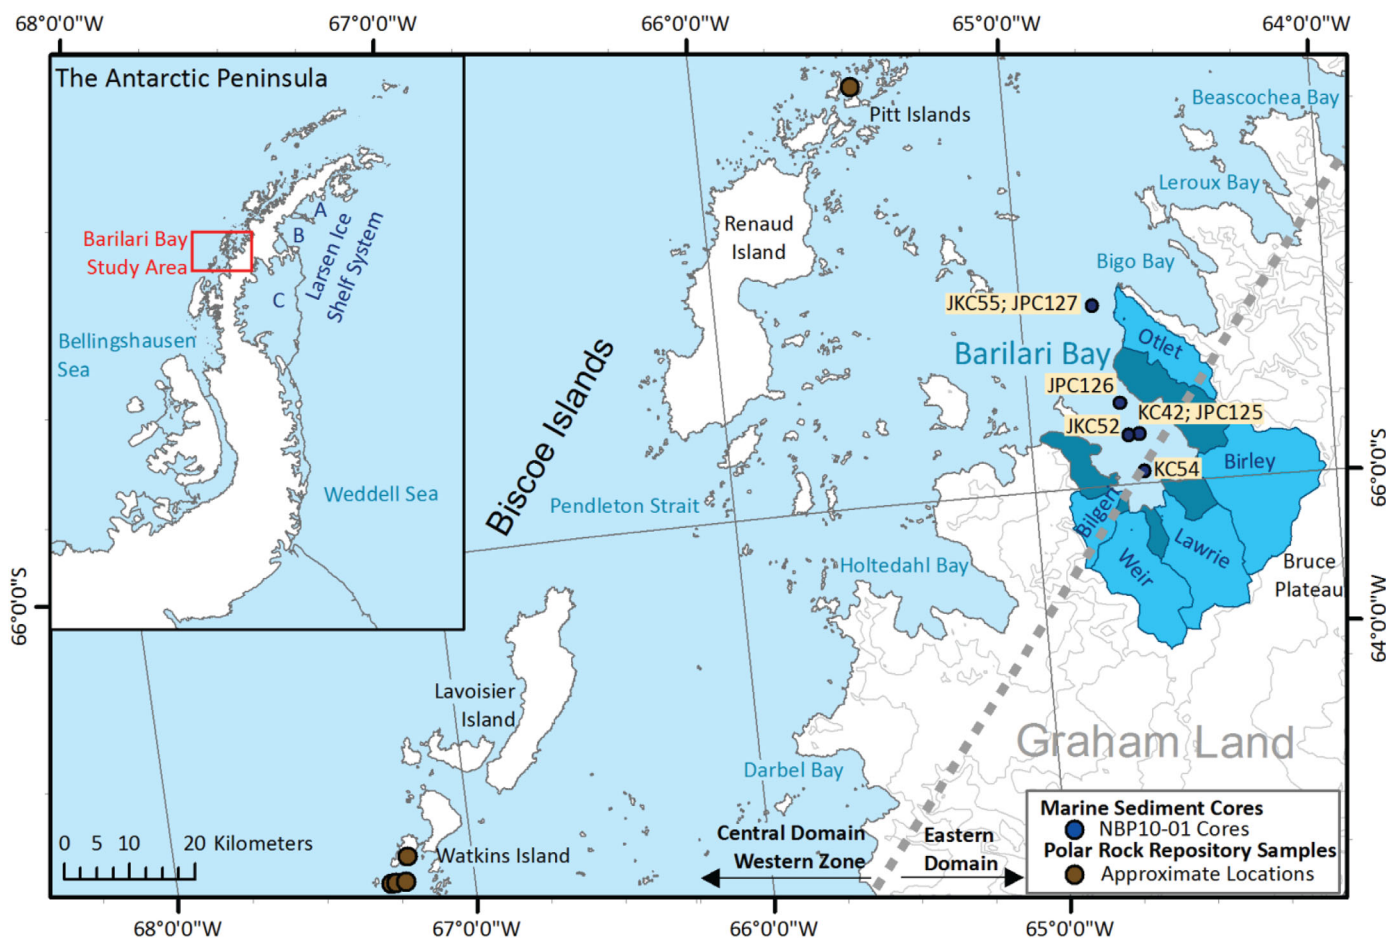 68°0'0"W
67°0'0"W
66°0'0"W
65°0'0"W
64°0'0"W
The Antarctic Peninsula
A
B
C
Larsen Ice
Shelf System
Barilari Bay
Study Area
Bellingshausen
Sea
Weddell Sea
Pitt Islands
Beascochea Bay
Leroux Bay
Renaud
Island
Bigo Bay
JKC55; JPC127
Otlet
Barilari Bay
JPC126
KC42; JPC125
JKC52
KC54
Birley
Biscoe Islands
Pendleton Strait
Bilgeri
Lawrie
Weir
Bruce
Plateau
Holtedahl Bay
66°0'0"S
66°0'0"S
64°0'0"W
Lavoisier
Island
Graham Land
Darbel Bay
Watkins Island
0 5 10 20 Kilometers
Central Domain
Western Zone
Eastern
Domain
Marine Sediment Cores
NBP10-01 Cores
Polar Rock Repository Samples
Approximate Locations
68°0'0"W
67°0'0"W
66°0'0"W
65°0'0"W